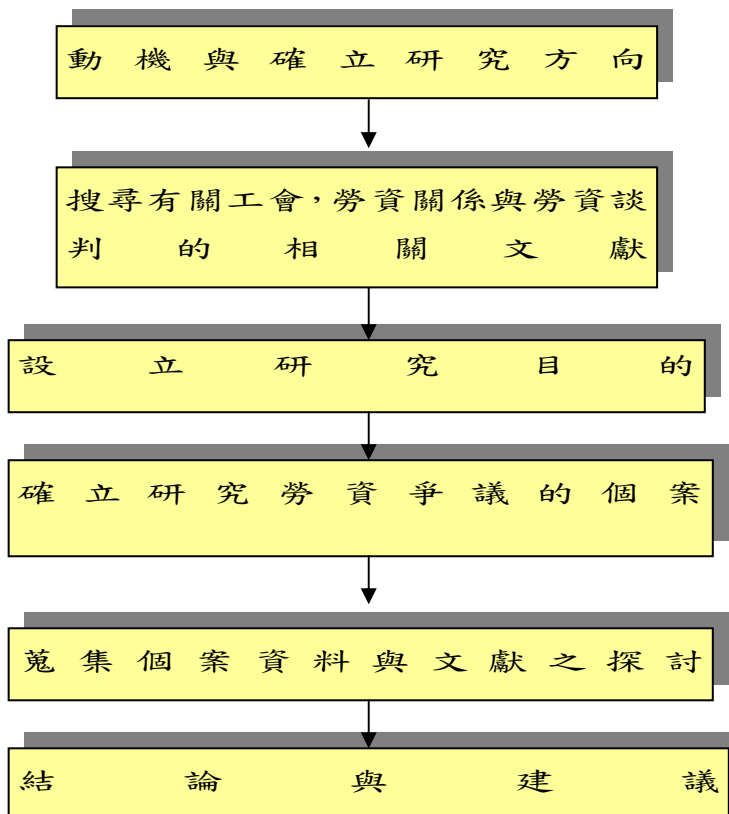 動機與確立研究方向
搜尋有關工會，勞資關係與勞資談
判的相關文獻
設立研究目的
確立研究勞資爭議的個案
蒐集個案資料與文獻之探討
結論與建議